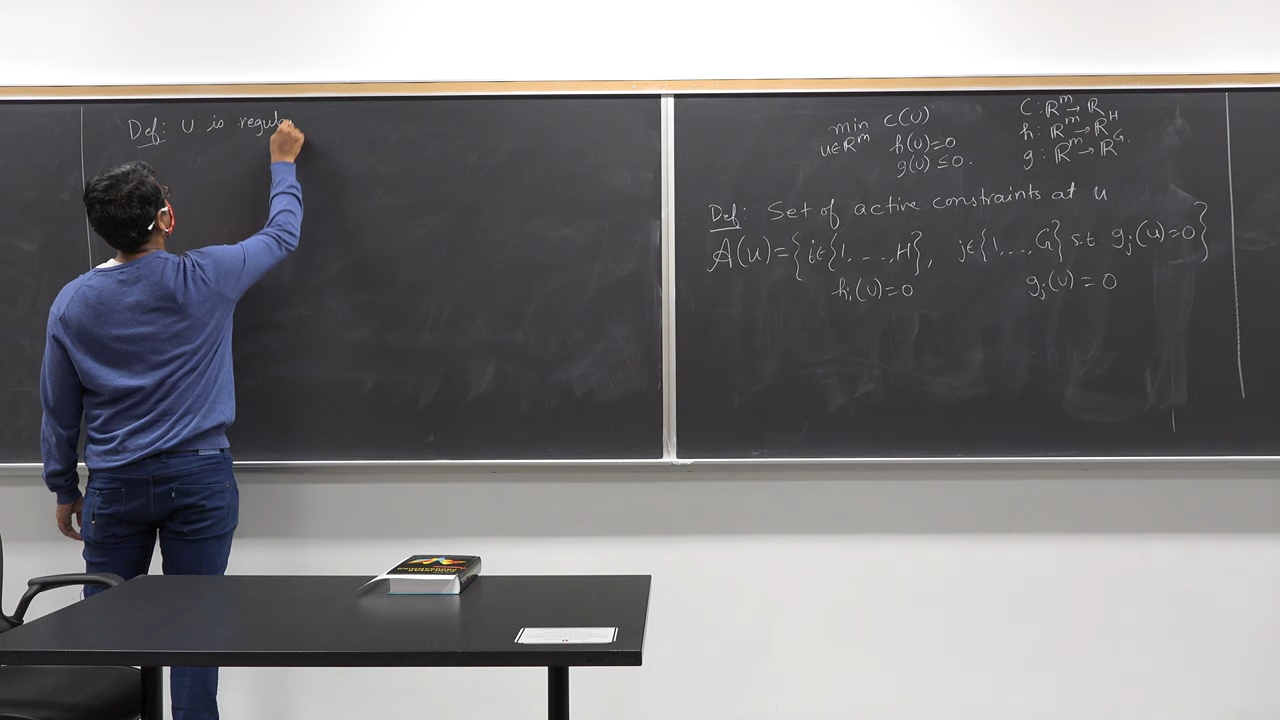 Def: U is regula
min C(U)
u∈ℝᵐ h(U)=0
g(U) ≤0.
C: ℝᵐ→ℝ
h: ℝᵐ→ℝᴴ
g: ℝᵐ→ℝᴳ.
Def: Set of active constraints at u
A(u)={i∈{1,...,H}, j∈{1,...,G} s.t. gⱼ(u)=0}
hᵢ(U)=0 gⱼ(U)=0